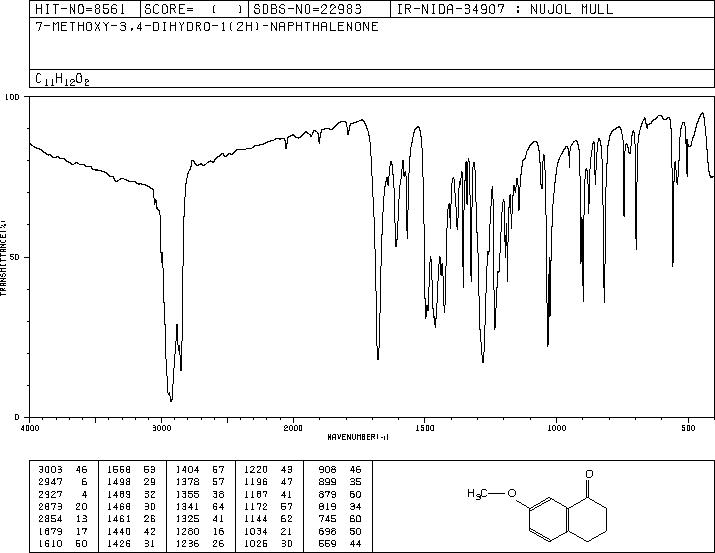 HIT-NO=8561 SCORE= ( ) SDBS-NO=22983 IR-NIDA-34907 : NUJOL MULL
7-METHOXY-3,4-DIHYDRO-1(2H)-NAPHTHALENONE
C11H12O2
100
50
0
TRANSMITTANCE(%)
4000 3000 2000 1500 1000 500
WAVENUMBER(-1)
3003 46 1568 53 1404 57 1220 43 908 46
2947 6 1498 29 1378 57 1196 47 899 35
2927 4 1489 32 1355 38 1187 41 879 60
2873 20 1468 30 1341 64 1172 57 819 34
2854 13 1461 26 1325 41 1144 62 745 60
1679 17 1440 42 1280 16 1034 21 698 50
1610 50 1426 31 1236 26 1026 30 559 44
O
H3C O